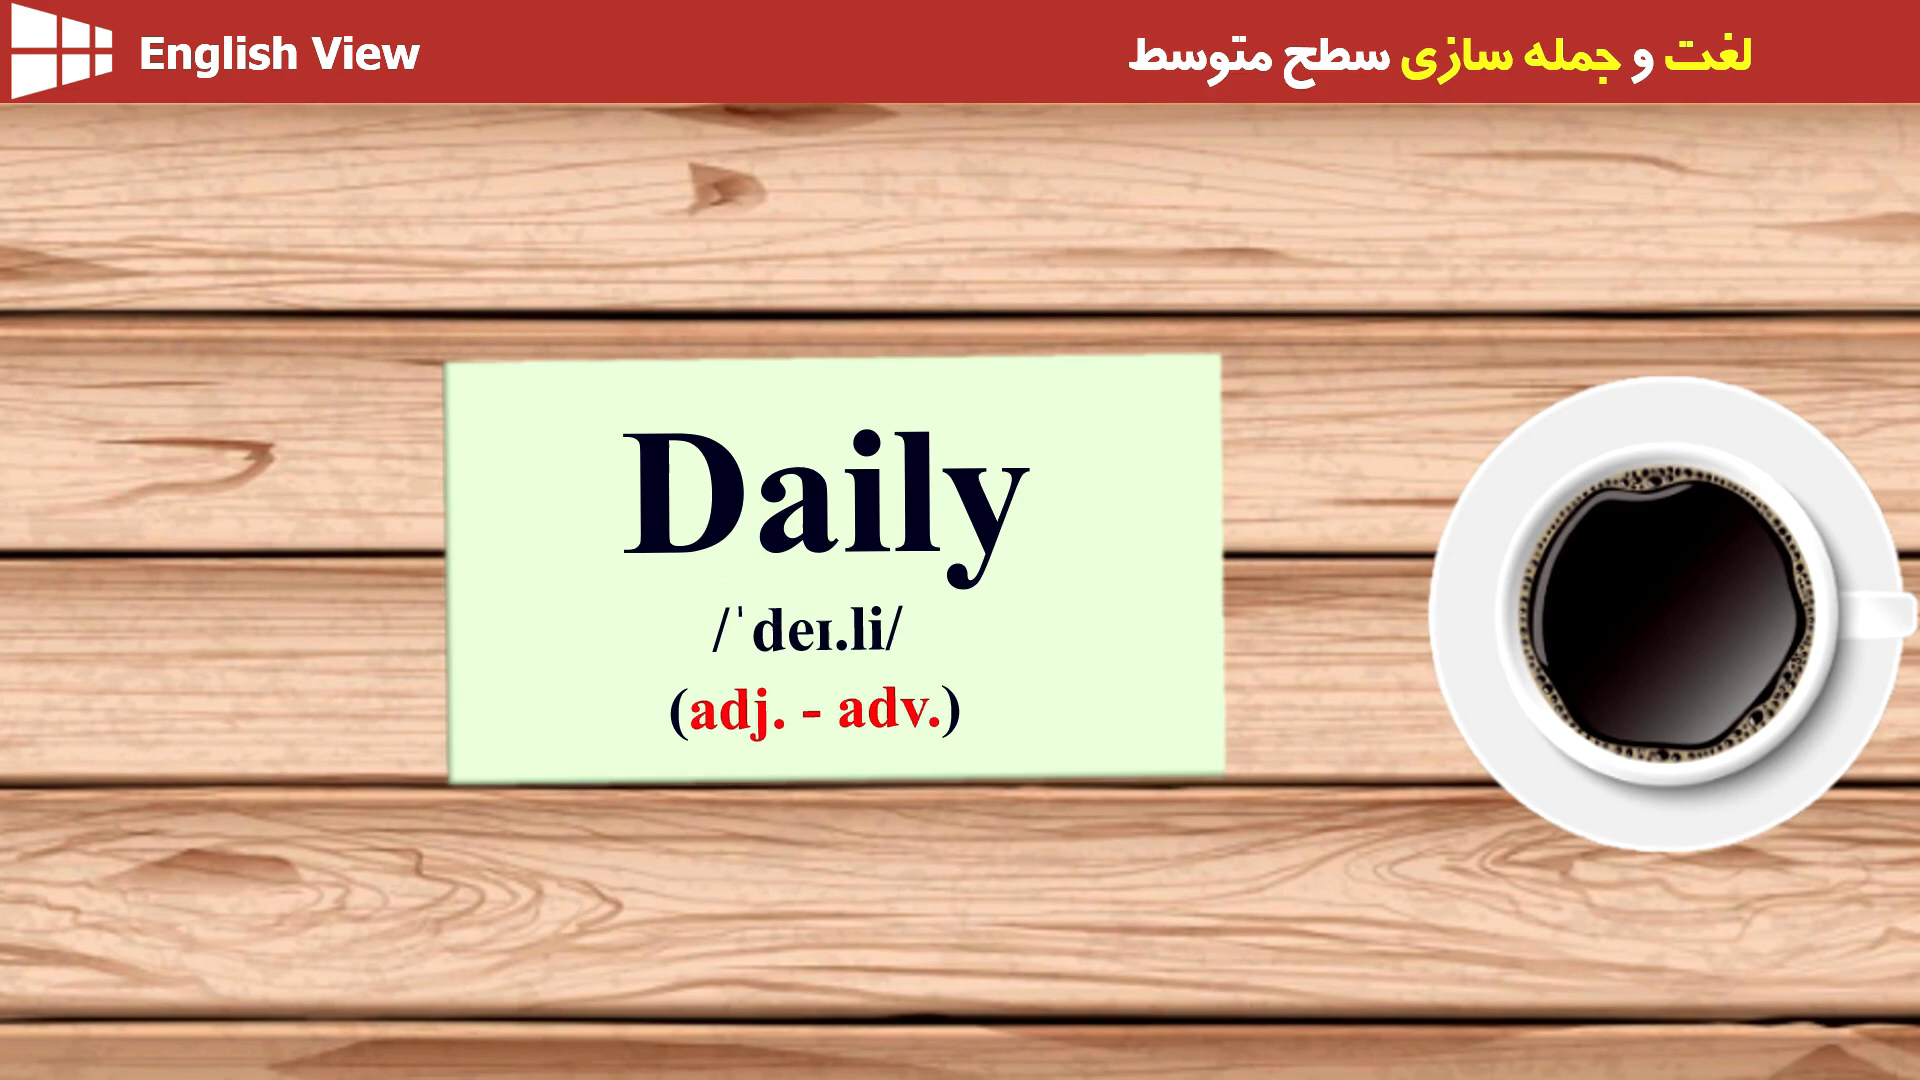 English View
لغت و جمله سازی سطح متوسط
Daily
/ˈdeɪ.li/
(adj. - adv.)